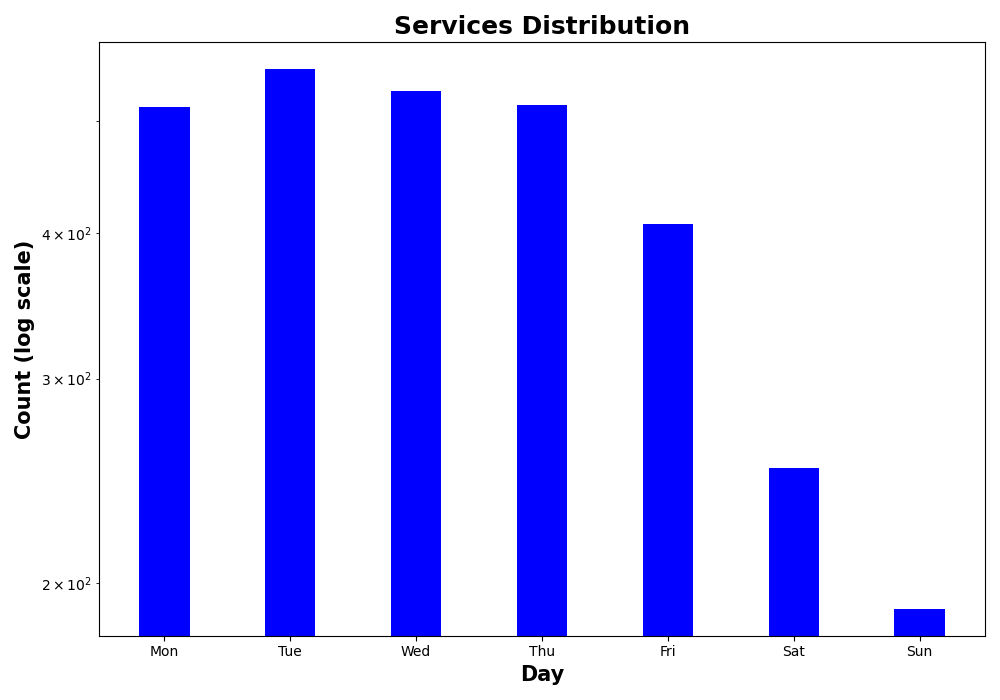 Services Distribution
Count (log scale)
4 × 10²
3 × 10²
2 × 10²
Mon Tue Wed Thu Fri Sat Sun
Day